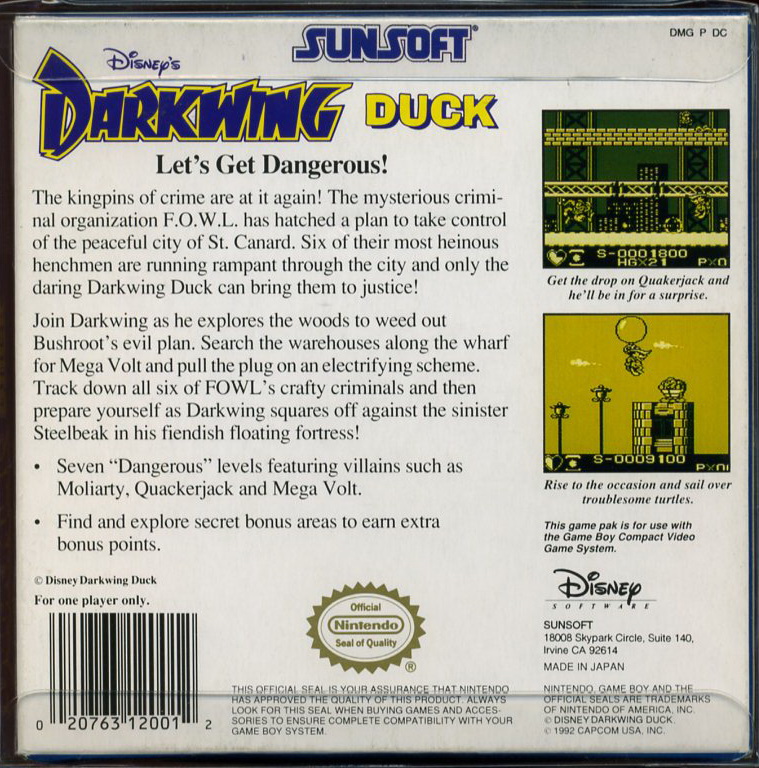 SUNSOFT®
DMG P DC
Disney's
DARKWING DUCK
Let's Get Dangerous!
The kingpins of crime are at it again! The mysterious crimi-
nal organization F.O.W.L. has hatched a plan to take control
of the peaceful city of St. Canard. Six of their most heinous
henchmen are running rampant through the city and only the
daring Darkwing Duck can bring them to justice!
Join Darkwing as he explores the woods to weed out
Bushroot's evil plan. Search the warehouses along the wharf
for Mega Volt and pull the plug on an electrifying scheme.
Track down all six of FOWL's crafty criminals and then
prepare yourself as Darkwing squares off against the sinister
Steelbeak in his fiendish floating fortress!
• Seven “Dangerous” levels featuring villains such as
Moliarty, Quackerjack and Mega Volt.
• Find and explore secret bonus areas to earn extra
bonus points.
© Disney Darkwing Duck
For one player only.
0 20763 12001 2
Official
Nintendo
Seal of Quality
®
THIS OFFICIAL SEAL IS YOUR ASSURANCE THAT NINTENDO
HAS APPROVED THE QUALITY OF THIS PRODUCT. ALWAYS
LOOK FOR THIS SEAL WHEN BUYING GAMES AND ACCES-
SORIES TO ENSURE COMPLETE COMPATIBILITY WITH YOUR
GAME BOY SYSTEM.
S-0001800
HG×21 P×0
Get the drop on Quakerjack and
he'll be in for a surprise.
S-0009100
Rise to the occasion and sail over
troublesome turtles.
This game pak is for use with
the Game Boy Compact Video
Game System.
Disney
SOFTWARE
SUNSOFT
18008 Skypark Circle, Suite 140,
Irvine CA 92614
MADE IN JAPAN
NINTENDO, GAME BOY AND THE
OFFICIAL SEALS ARE TRADEMARKS
OF NINTENDO OF AMERICA, INC.
© DISNEY DARKWING DUCK.
© 1992 CAPCOM USA, INC.